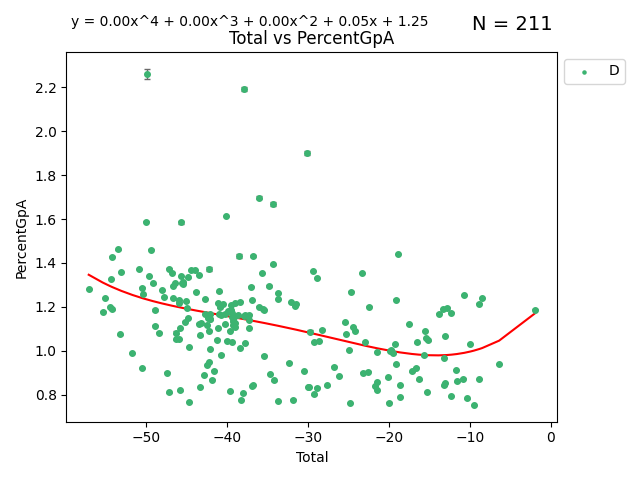 y = 0.00x^4 + 0.00x^3 + 0.00x^2 + 0.05x + 1.25
N = 211
Total vs PercentGpA
D
PercentGpA
2.2
2.0
1.8
1.6
1.4
1.2
1.0
0.8
−50
−40
−30
−20
−10
0
Total